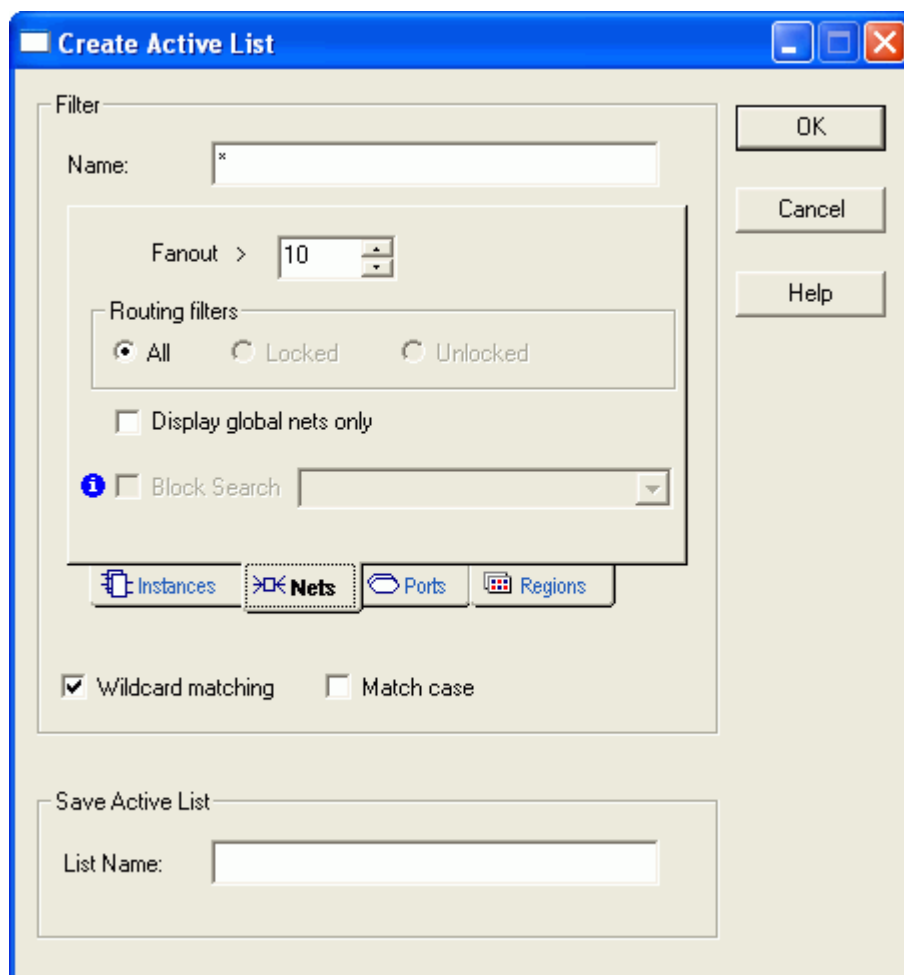 Create Active List
Filter
Name: *
OK
Cancel
Help
Fanout > 10
Routing filters
All Locked Unlocked
Display global nets only
Block Search
Instances Nets Ports Regions
Wildcard matching Match case
Save Active List
List Name: